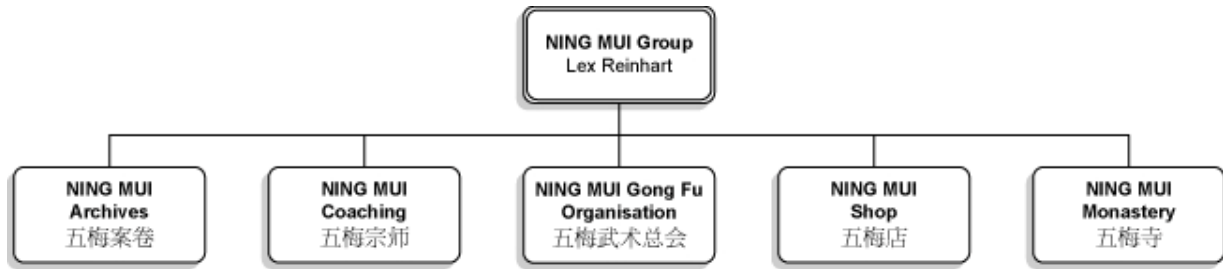 NING MUI Group
Lex Reinhart
NING MUI
Archives
五梅案卷
NING MUI
Coaching
五梅宗师
NING MUI Gong Fu
Organisation
五梅武术总会
NING MUI
Shop
五梅店
NING MUI
Monastery
五梅寺